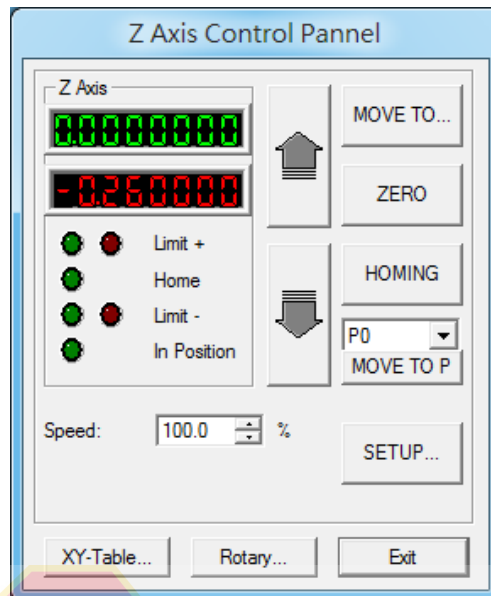 Z Axis Control Pannel
Z Axis
0.0000000
-0.260000
Limit +
Home
Limit -
In Position
MOVE TO...
ZERO
HOMING
P0
MOVE TO P
Speed:
100.0
%
SETUP...
XY-Table...
Rotary...
Exit